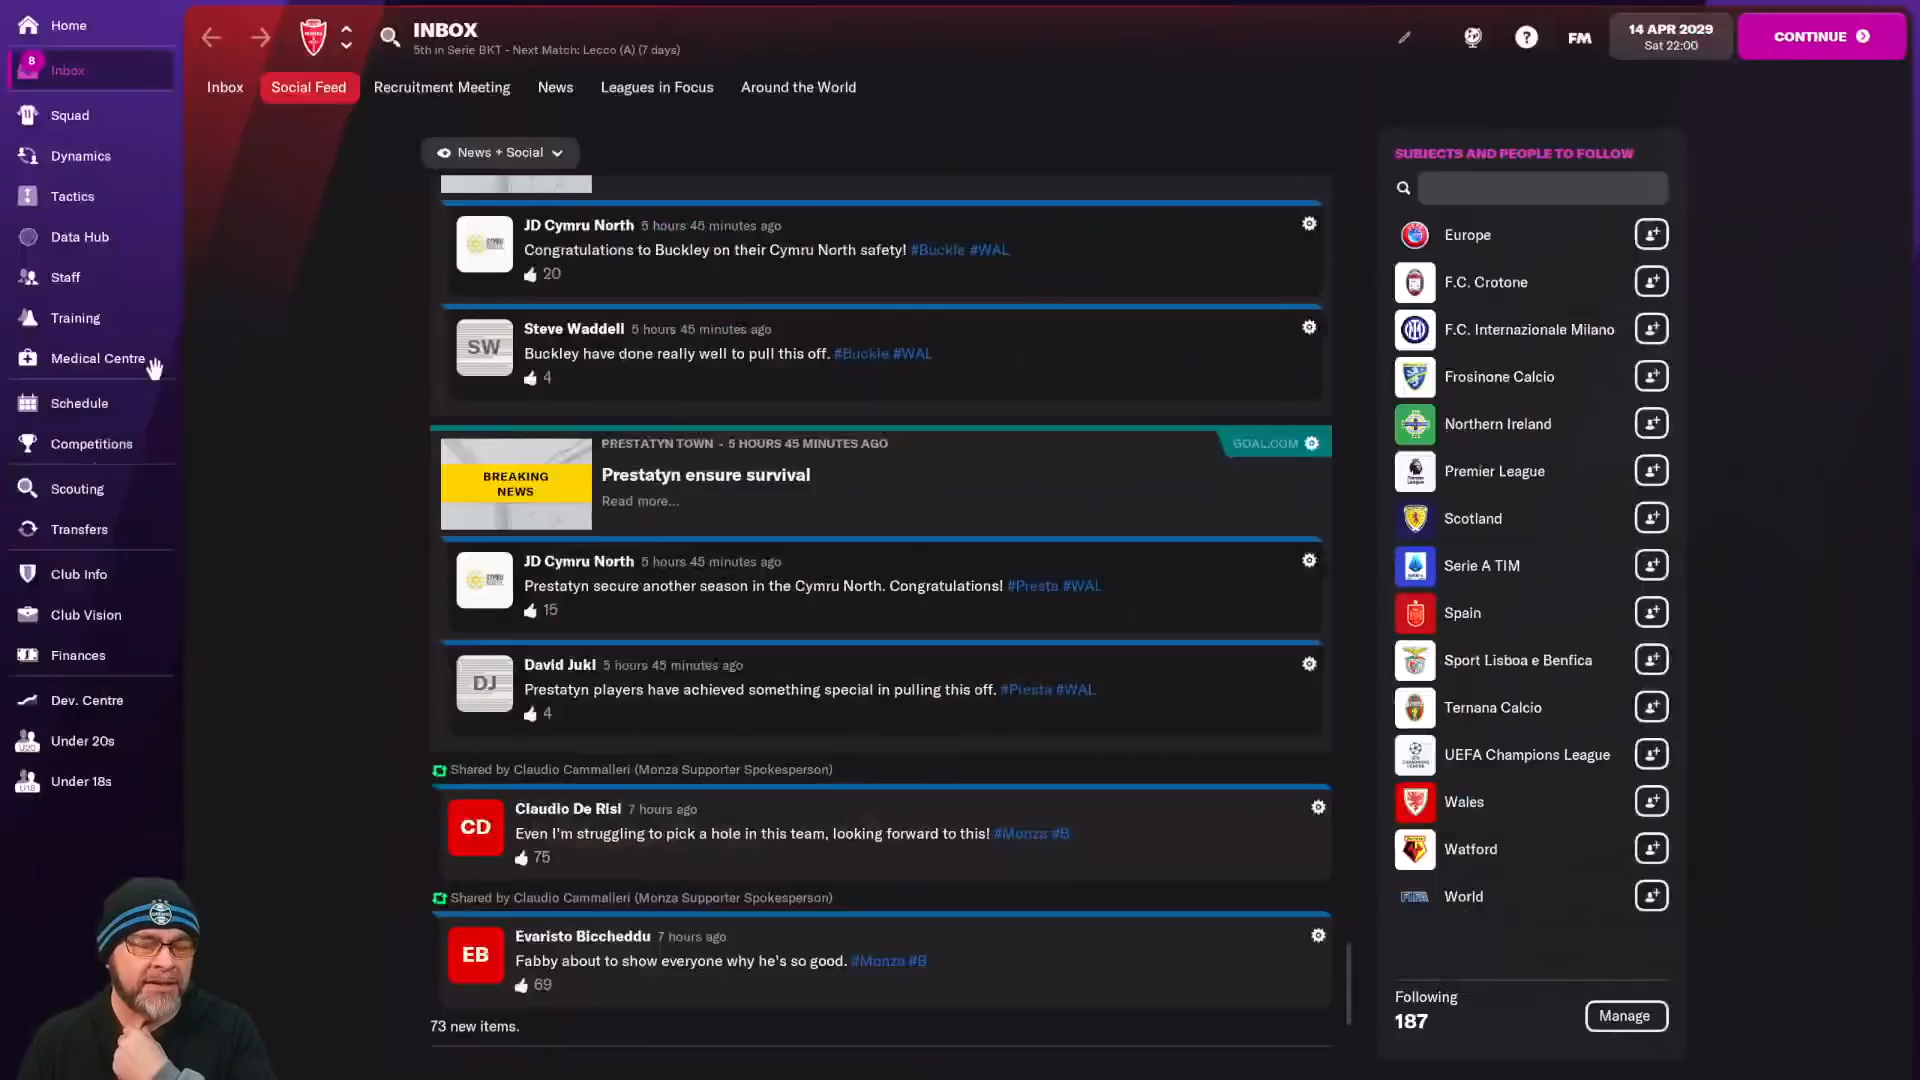 Home
8
Inbox
Squad
Dynamics
Tactics
Data Hub
Staff
Training
Medical Centre
Schedule
Competitions
Scouting
Transfers
Club Info
Club Vision
Finances
Dev. Centre
Under 20s
Under 18s
INBOX
5th in Serie BKT - Next Match: Lecco (A) (7 days)
FM
14 APR 2029
Sat 22:00
CONTINUE
Inbox
Social Feed
Recruitment Meeting
News
Leagues in Focus
Around the World
News + Social
JD Cymru North 5 hours 45 minutes ago
Congratulations to Buckley on their Cymru North safety! #Buckle #WAL
20
SW
Steve Waddell 5 hours 45 minutes ago
Buckley have done really well to pull this off. #Buckle #WAL
4
BREAKING
NEWS
PRESTATYN TOWN - 5 HOURS 45 MINUTES AGO
GOAL.COM
Prestatyn ensure survival
Read more...
JD Cymru North 5 hours 45 minutes ago
Prestatyn secure another season in the Cymru North. Congratulations! #Presta #WAL
15
DJ
David Jukl 5 hours 45 minutes ago
Prestatyn players have achieved something special in pulling this off. #Presta #WAL
4
Shared by Claudio Cammalleri (Monza Supporter Spokesperson)
CD
Claudio De Risi 7 hours ago
Even I'm struggling to pick a hole in this team, looking forward to this! #Monza #B
75
Shared by Claudio Cammalleri (Monza Supporter Spokesperson)
EB
Evaristo Biccheddu 7 hours ago
Fabby about to show everyone why he's so good. #Monza #B
69
73 new items.
SUBJECTS AND PEOPLE TO FOLLOW
Europe
F.C. Crotone
F.C. Internazionale Milano
Frosinone Calcio
Northern Ireland
Premier League
Scotland
Serie A TIM
Spain
Sport Lisboa e Benfica
Ternana Calcio
UEFA Champions League
Wales
Watford
FIFA
World
Following
187
Manage